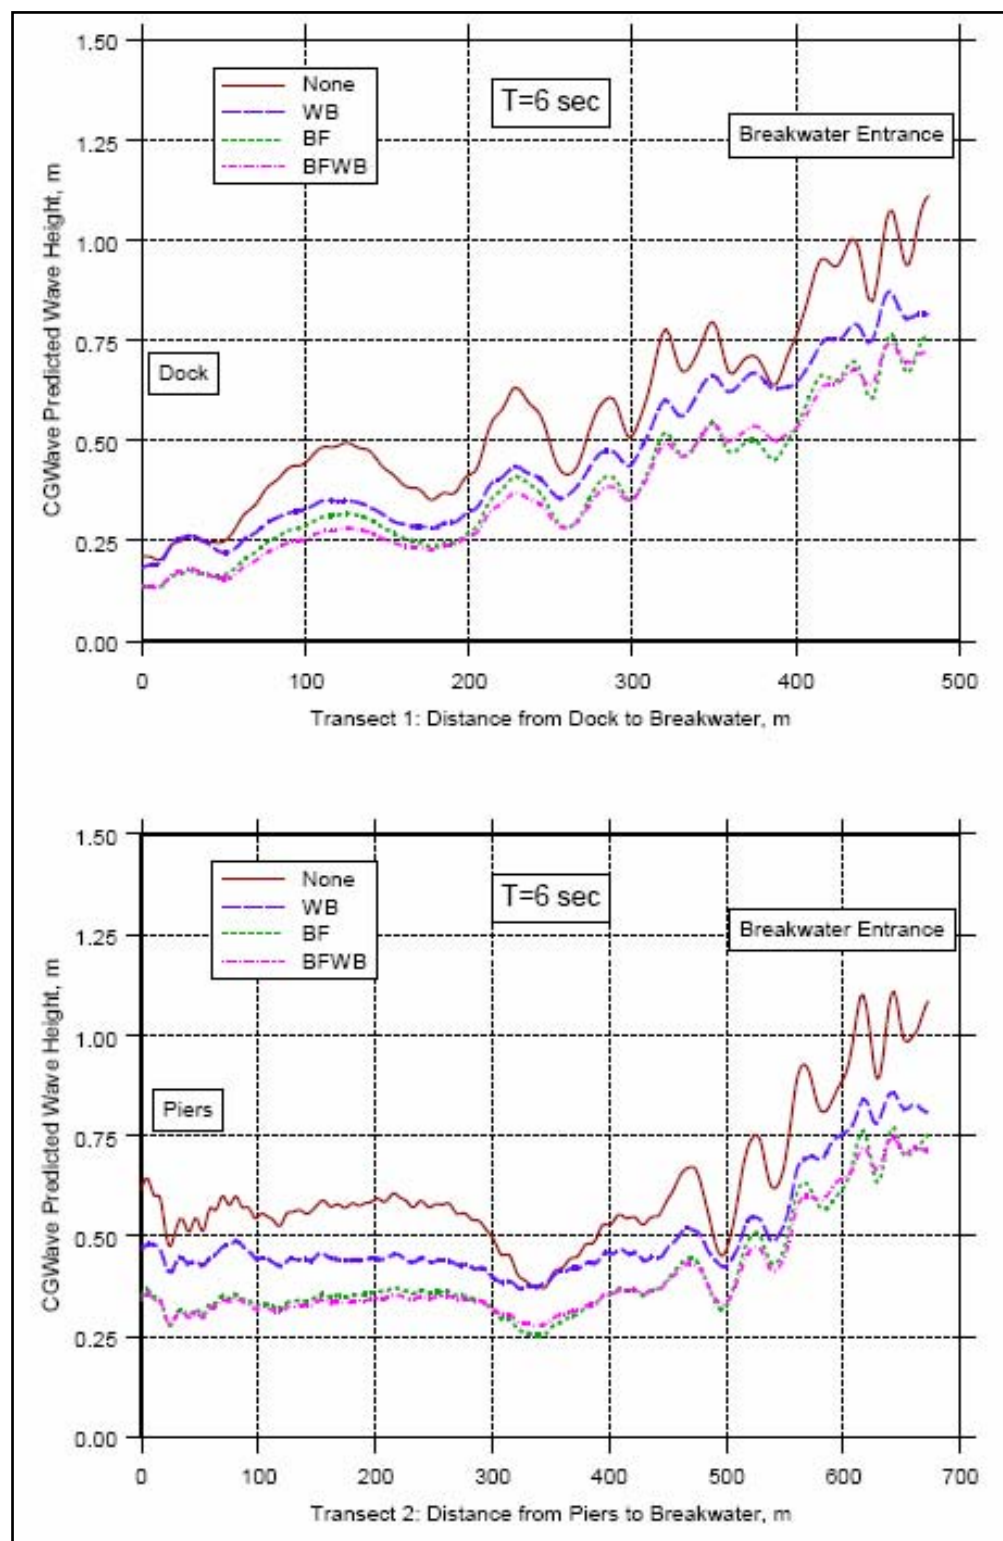 1.50
None
WB
BF
BFWB
T=6 sec
Breakwater Entrance
1.25
1.00
0.75
Dock
0.50
0.25
0.00
CGWave Predicted Wave Height, m
0
100
200
300
400
500
Transect 1: Distance from Dock to Breakwater, m
1.50
None
WB
BF
BFWB
T=6 sec
Breakwater Entrance
1.25
1.00
Piers
0.75
0.50
0.25
0.00
CGWave Predicted Wave Height, m
0
100
200
300
400
500
600
700
Transect 2: Distance from Piers to Breakwater, m